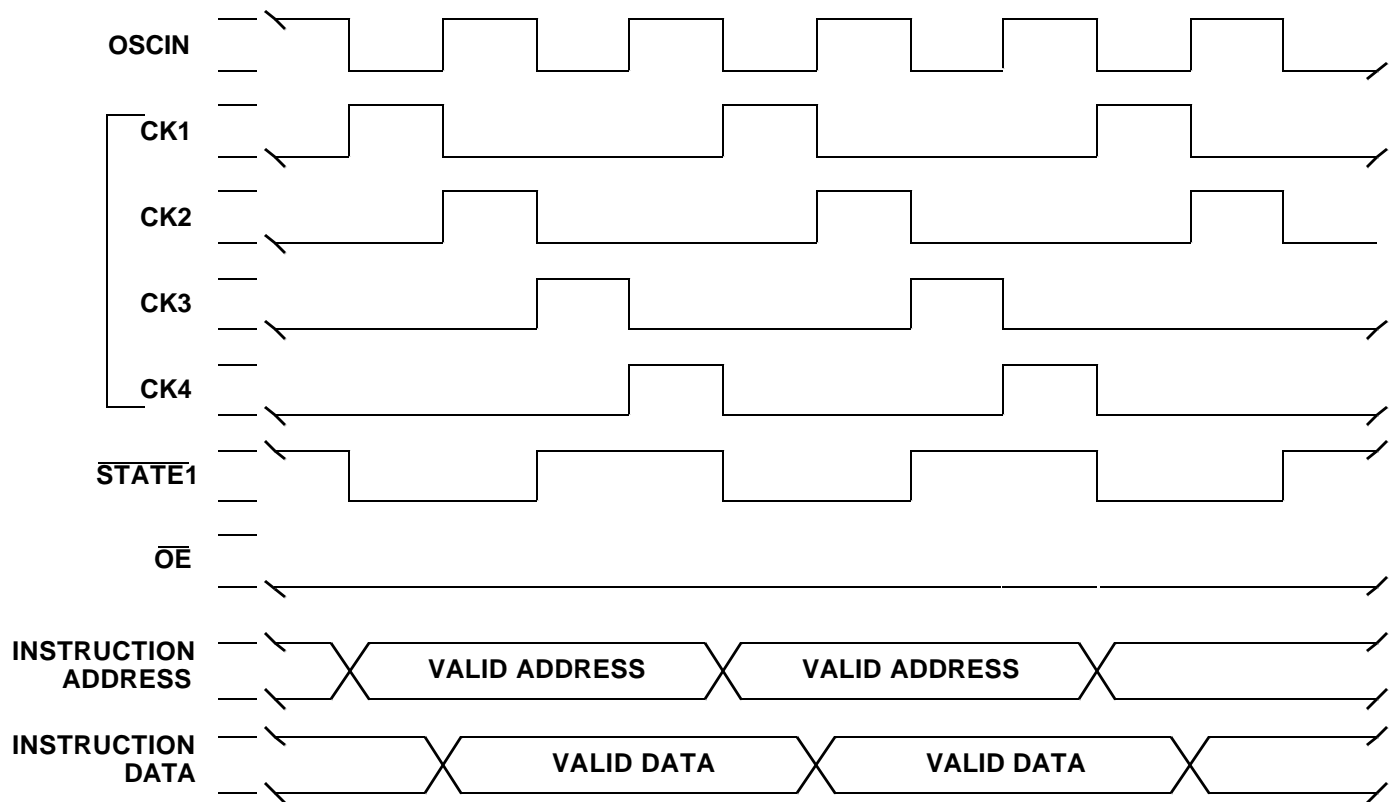 OSCIN
CK1
CK2
CK3
CK4
STATE1
OE
INSTRUCTION
ADDRESS
VALID ADDRESS
VALID ADDRESS
INSTRUCTION
DATA
VALID DATA
VALID DATA